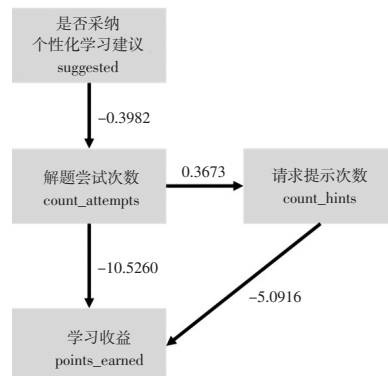 是否采纳
个性化学习建议
suggested
-0.3982
解题尝试次数
count_attempts
0.3673
请求提示次数
count_hints
-10.5260
-5.0916
学习收益
points_earned